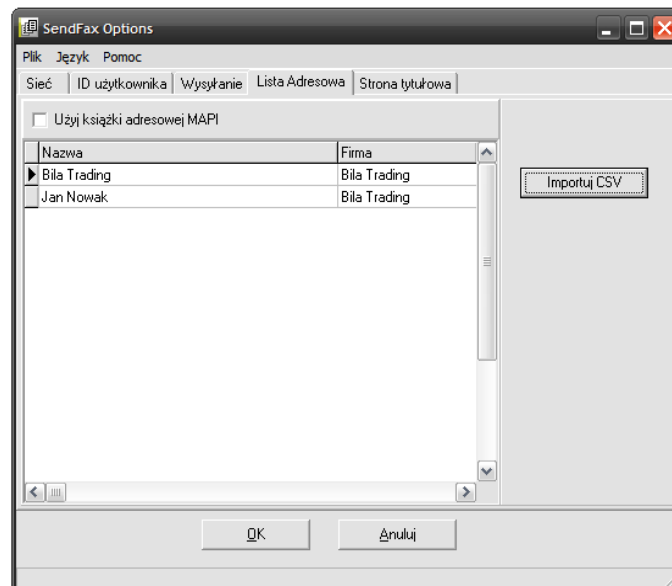 SendFax Options
Plik Język Pomoc
Sieć ID użytkownika Wysyłanie Lista Adresowa Strona tytułowa
Użyj książki adresowej MAPI
Nazwa Firma
Bila Trading Bila Trading
Jan Nowak Bila Trading
Importuj CSV
OK Anuluj